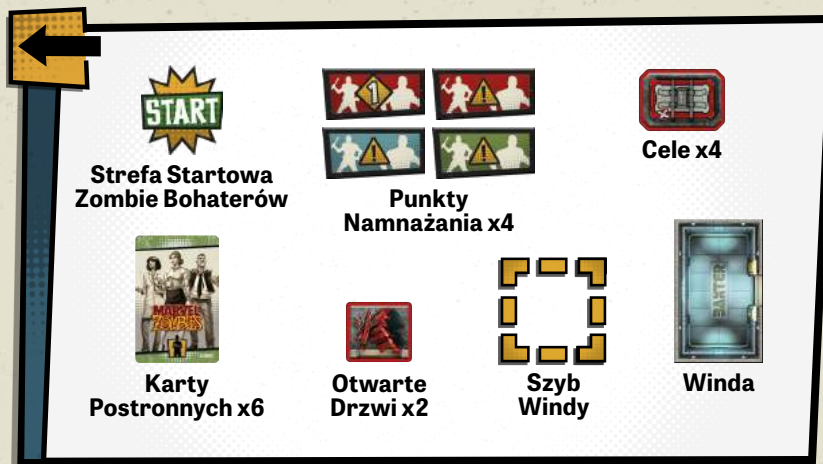 START
Strefa Startowa
Zombie Bohaterów
1
Punkty
Namnażania x4
Cele x4
MARVEL
ZOMBIES
Karty
Postronnych x6
Otwarte
Drzwi x2
Szyb
Windy
BAXTER
Winda